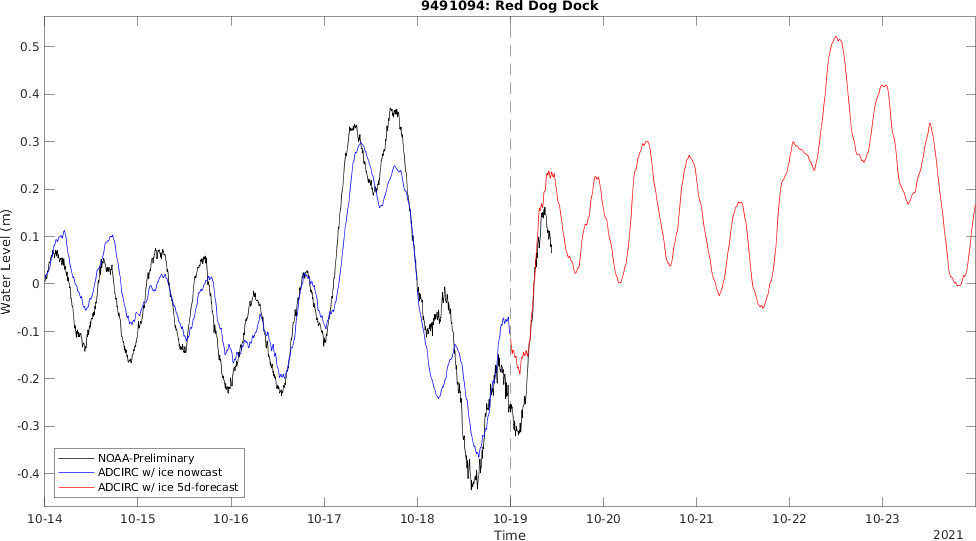 9491094: Red Dog Dock
Water Level (m)
0.5
0.4
0.3
0.2
0.1
0
-0.1
-0.2
-0.3
-0.4
NOAA-Preliminary
ADCIRC w/ ice nowcast
ADCIRC w/ ice 5d-forecast
10-14 10-15 10-16 10-17 10-18 10-19 10-20 10-21 10-22 10-23
Time
2021